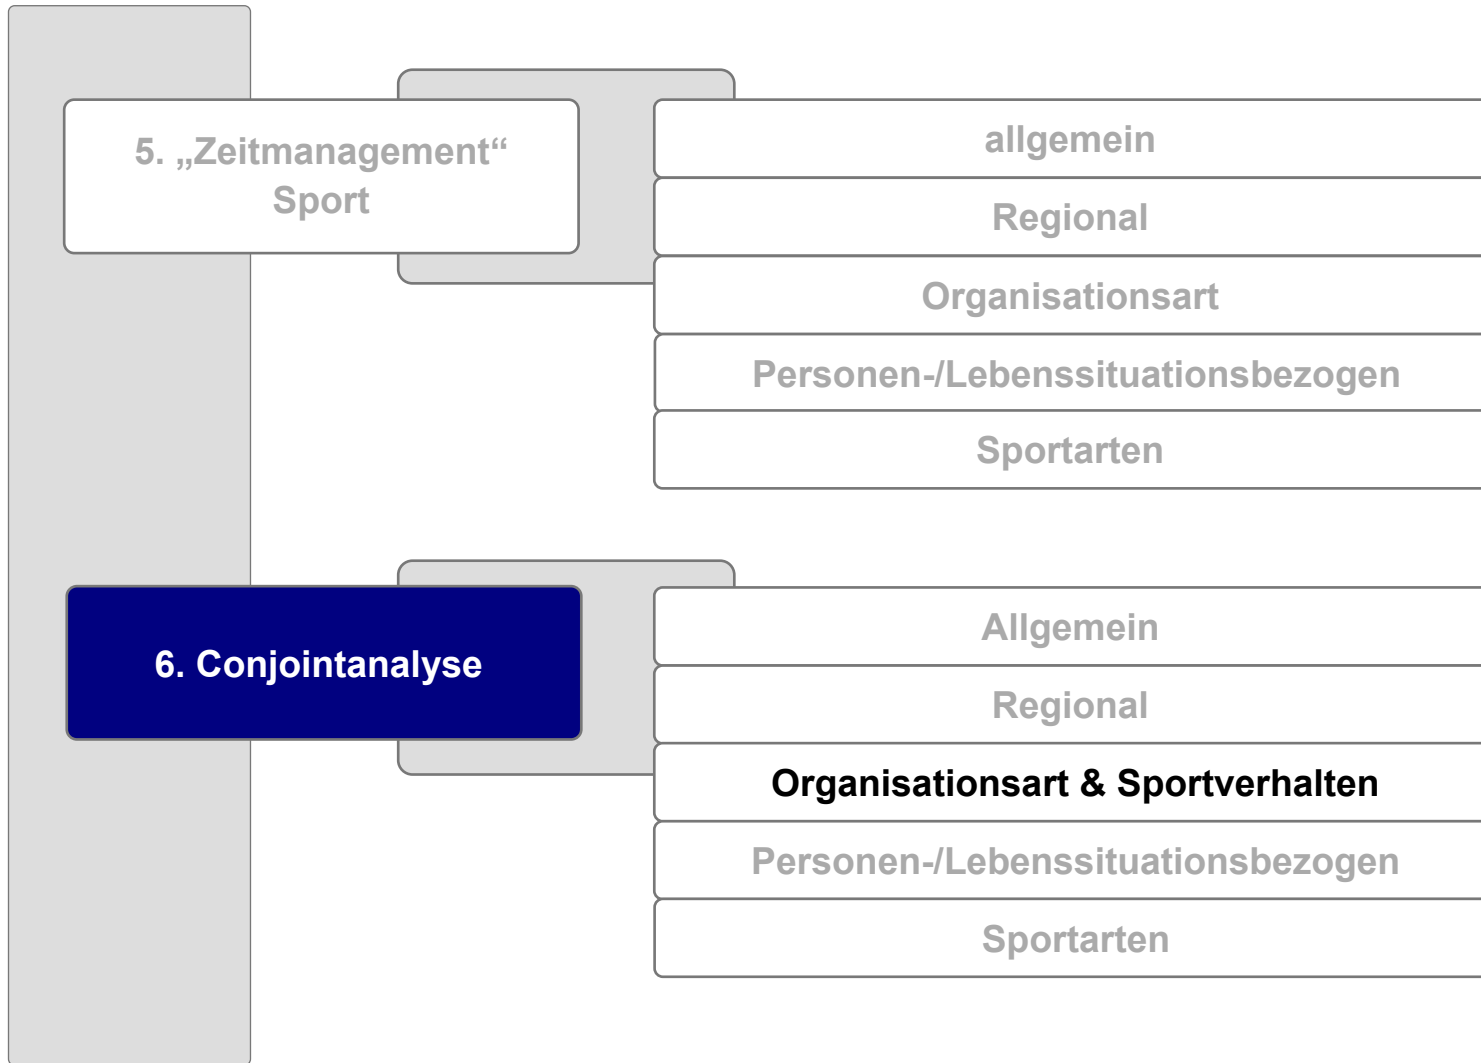 5. „Zeitmanagement“
Sport
allgemein
Regional
Organisationsart
Personen-/Lebenssituationsbezogen
Sportarten
6. Conjointanalyse
Allgemein
Regional
Organisationsart & Sportverhalten
Personen-/Lebenssituationsbezogen
Sportarten